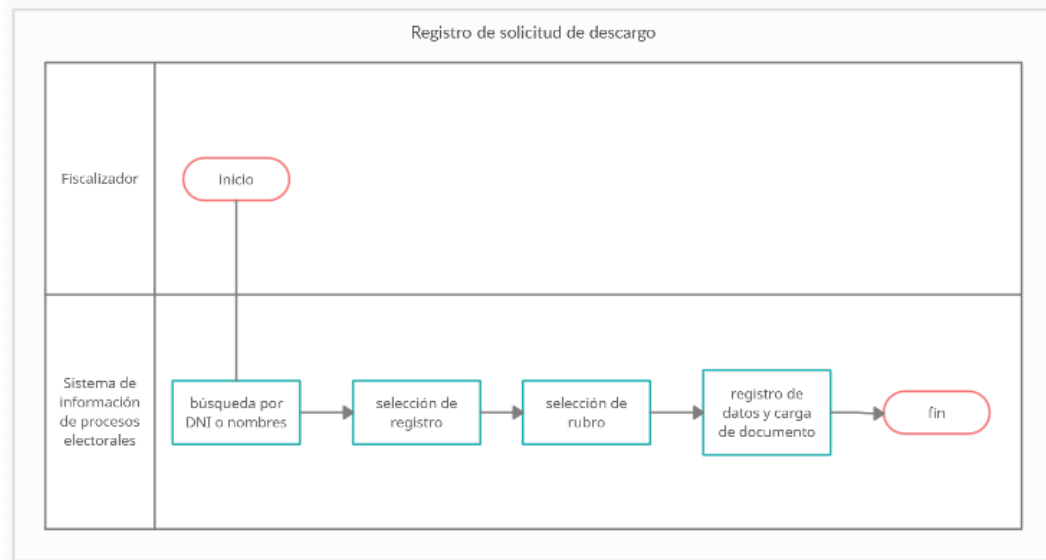 Registro de solicitud de descargo
Fiscalizador
inicio
Sistema de
información
de procesos
electorales
búsqueda por
DNI o nombres
selección de
registro
selección de
rubro
registro de
datos y carga
de documento
fin